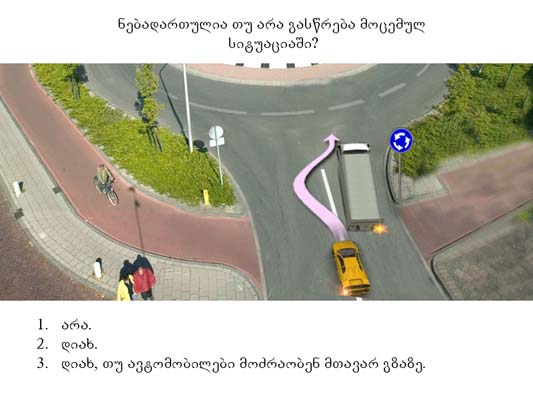 ნებადართულია თუ არა გასწრება მოცემულ
სიტუაციაში?
1. არა.
2. დიახ.
3. დიახ, თუ ავტომობილები მოძრაობენ მთავარ გზაზე.